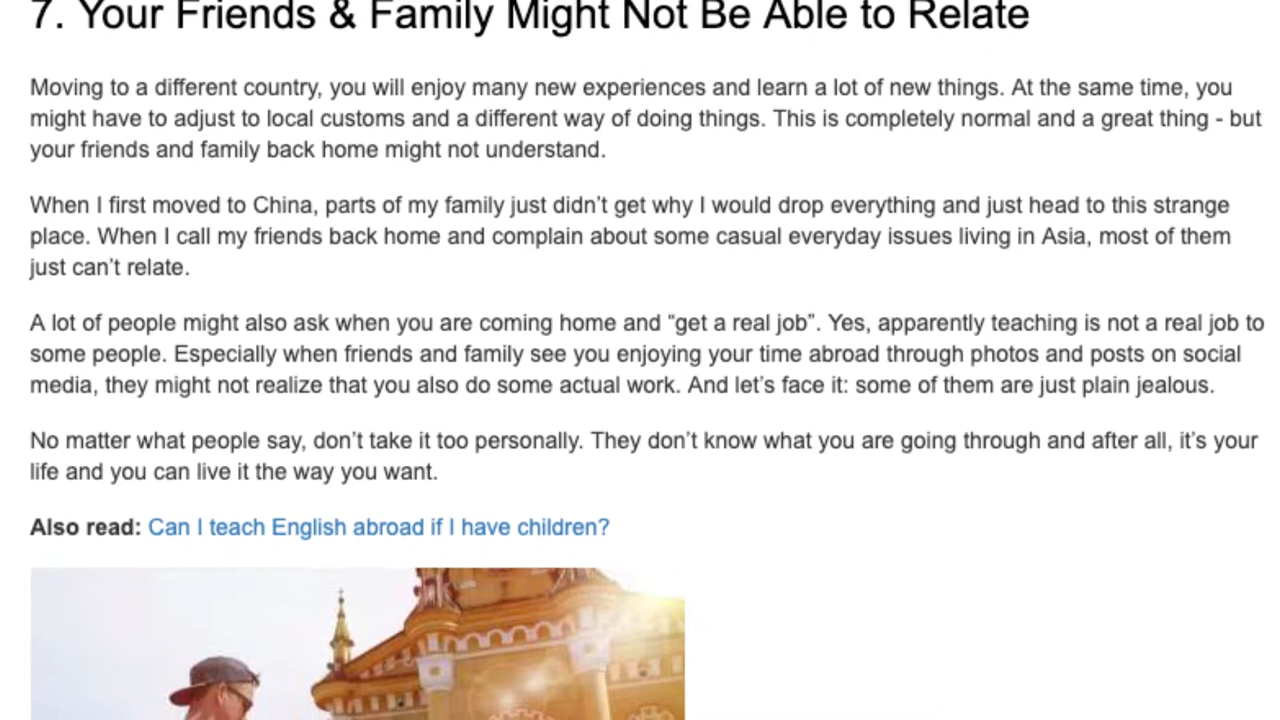 7. Your Friends & Family Might Not Be Able to Relate
Moving to a different country, you will enjoy many new experiences and learn a lot of new things. At the same time, you
might have to adjust to local customs and a different way of doing things. This is completely normal and a great thing - but
your friends and family back home might not understand.
When I first moved to China, parts of my family just didn’t get why I would drop everything and just head to this strange
place. When I call my friends back home and complain about some casual everyday issues living in Asia, most of them
just can’t relate.
A lot of people might also ask when you are coming home and “get a real job”. Yes, apparently teaching is not a real job to
some people. Especially when friends and family see you enjoying your time abroad through photos and posts on social
media, they might not realize that you also do some actual work. And let’s face it: some of them are just plain jealous.
No matter what people say, don’t take it too personally. They don’t know what you are going through and after all, it’s your
life and you can live it the way you want.
Also read: Can I teach English abroad if I have children?